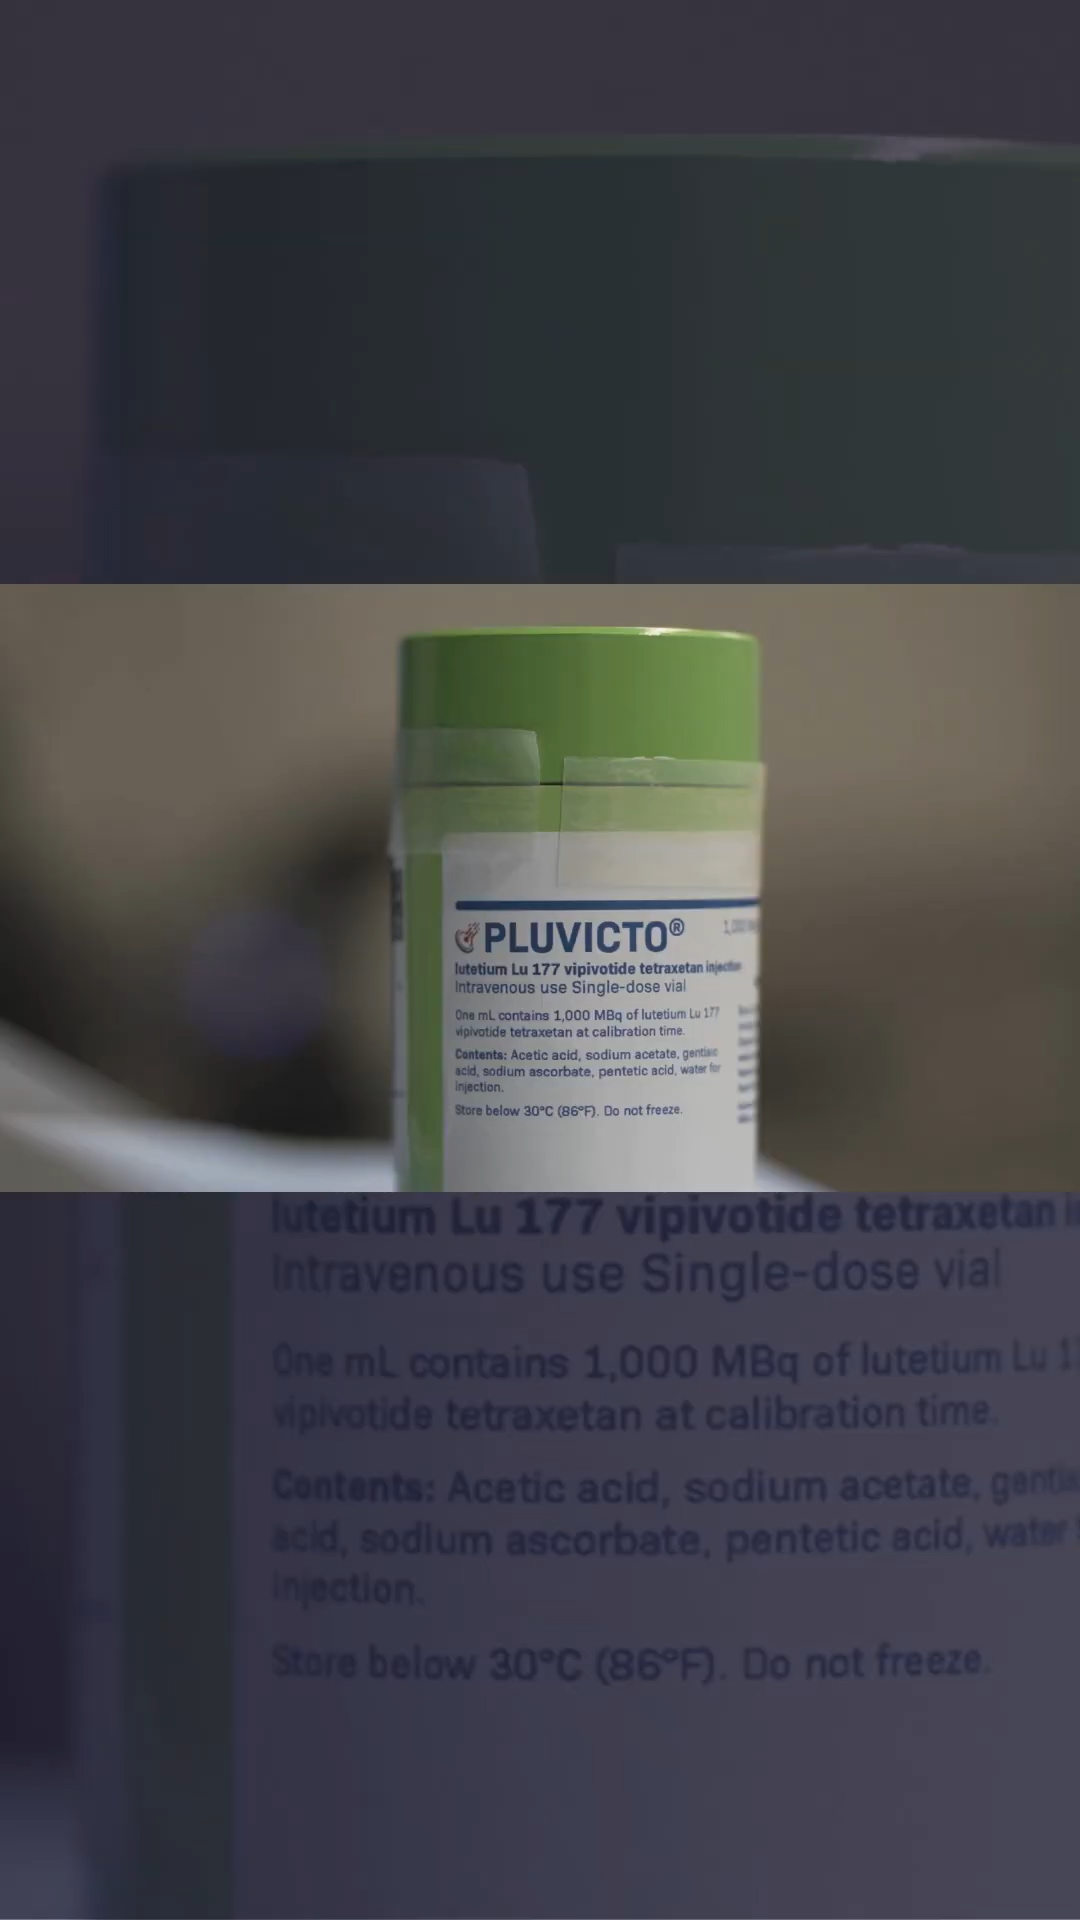 PLUVICTO®
lutetium Lu 177 vipivotide tetraxetan injection
Intravenous use Single-dose vial
One mL contains 1,000 MBq of lutetium Lu 177
vipivotide tetraxetan at calibration time.
Contents: Acetic acid, sodium acetate, gentisic
acid, sodium ascorbate, pentetic acid, water for
injection.
Store below 30°C (86°F). Do not freeze.
lutetium Lu 177 vipivotide tetraxetan
Intravenous use Single-dose vial
One mL contains 1,000 MBq of lutetium Lu
vipivotide tetraxetan at calibration time.
Contents: Acetic acid, sodium acetate,
acid, sodium ascorbate, pentetic acid, water
injection.
Store below 30°C (86°F). Do not freeze.